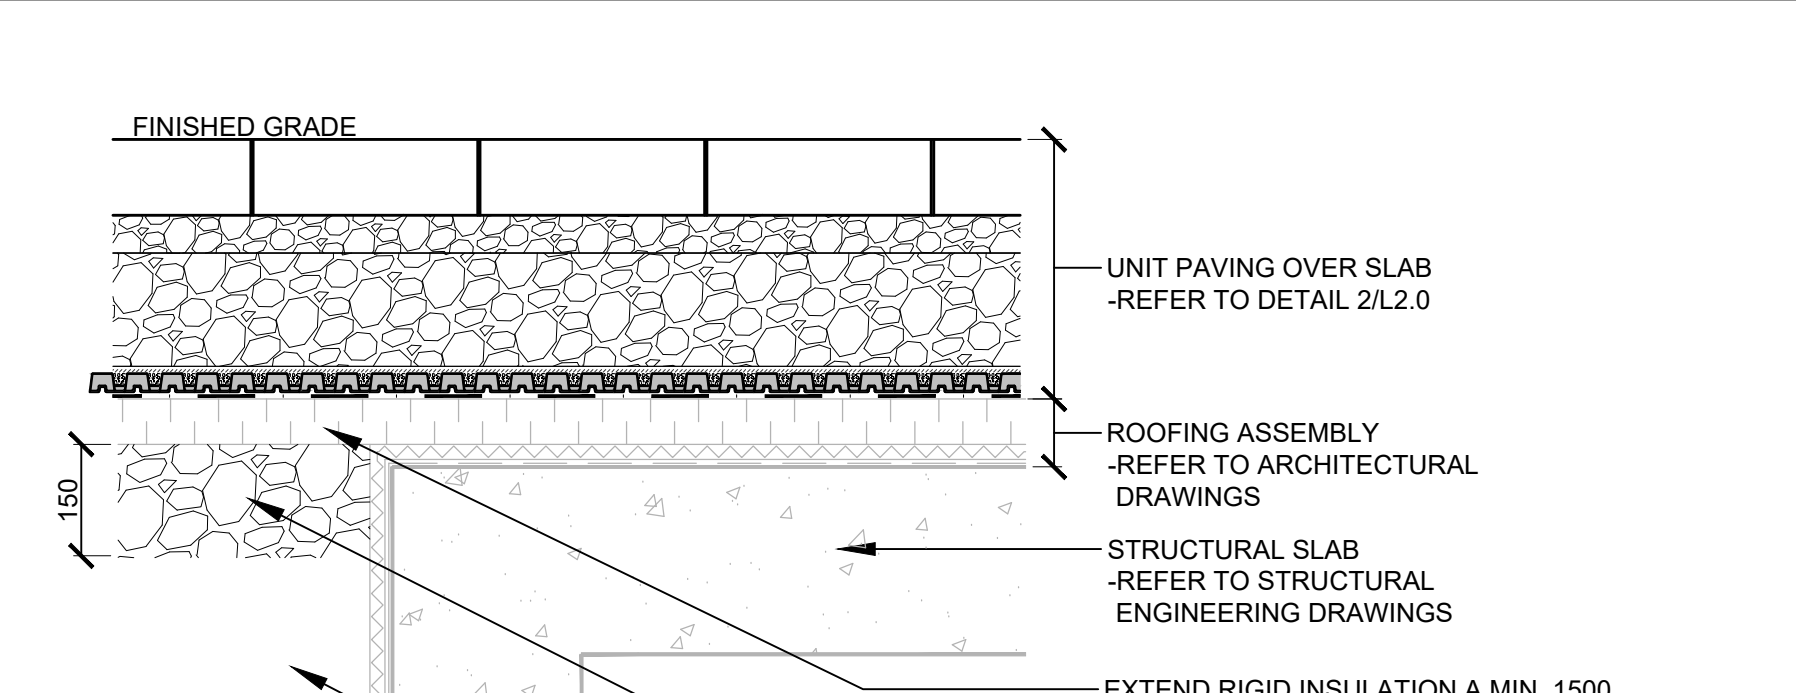 FINISHED GRADE
UNIT PAVING OVER SLAB
-REFER TO DETAIL 2/L2.0
ROOFING ASSEMBLY
-REFER TO ARCHITECTURAL
DRAWINGS
150
STRUCTURAL SLAB
-REFER TO STRUCTURAL
ENGINEERING DRAWINGS
EXTEND RIGID INSULATION A MIN. 1500